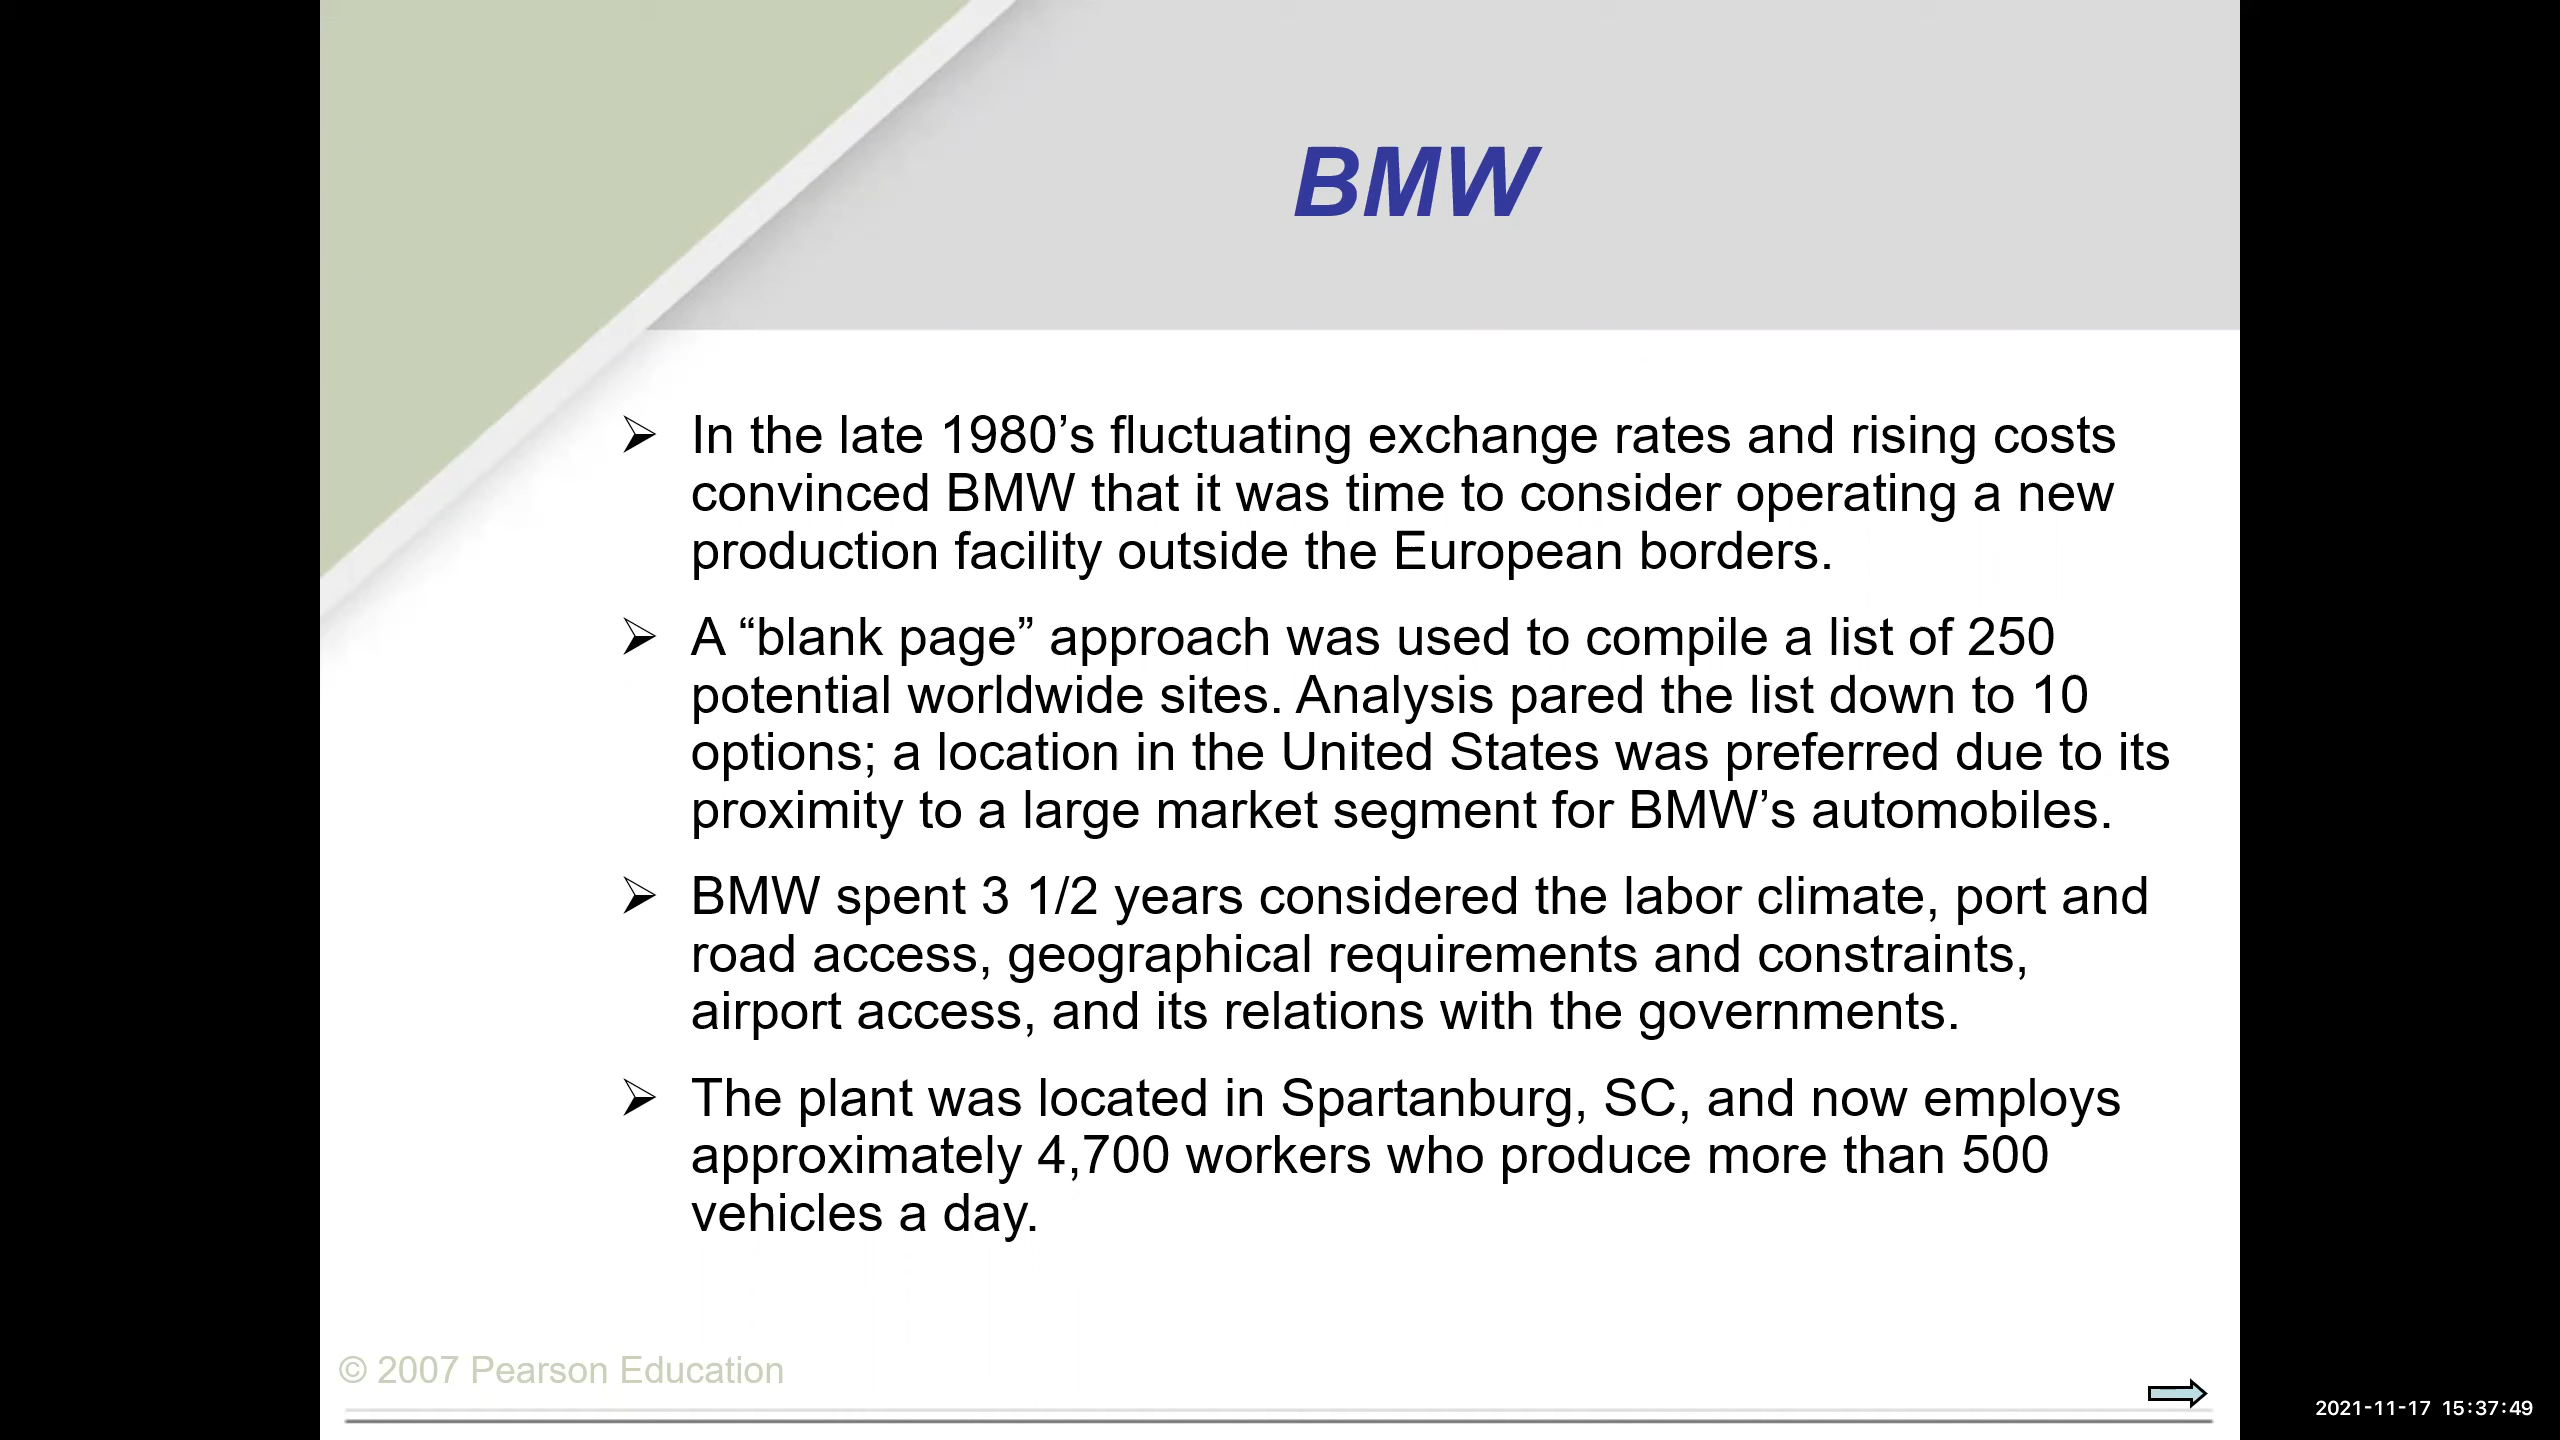 BMW
In the late 1980’s fluctuating exchange rates and rising costs
convinced BMW that it was time to consider operating a new
production facility outside the European borders.
A “blank page” approach was used to compile a list of 250
potential worldwide sites. Analysis pared the list down to 10
options; a location in the United States was preferred due to its
proximity to a large market segment for BMW’s automobiles.
BMW spent 3 1/2 years considered the labor climate, port and
road access, geographical requirements and constraints,
airport access, and its relations with the governments.
The plant was located in Spartanburg, SC, and now employs
approximately 4,700 workers who produce more than 500
vehicles a day.
© 2007 Pearson Education
2021-11-17 15:37:49